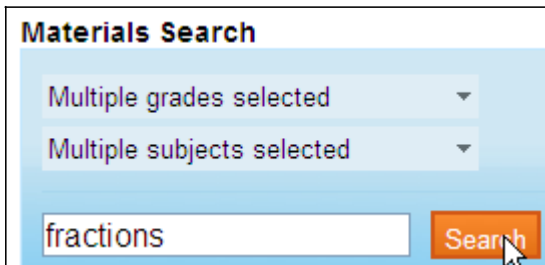 Materials Search
Multiple grades selected
Multiple subjects selected
fractions
Search